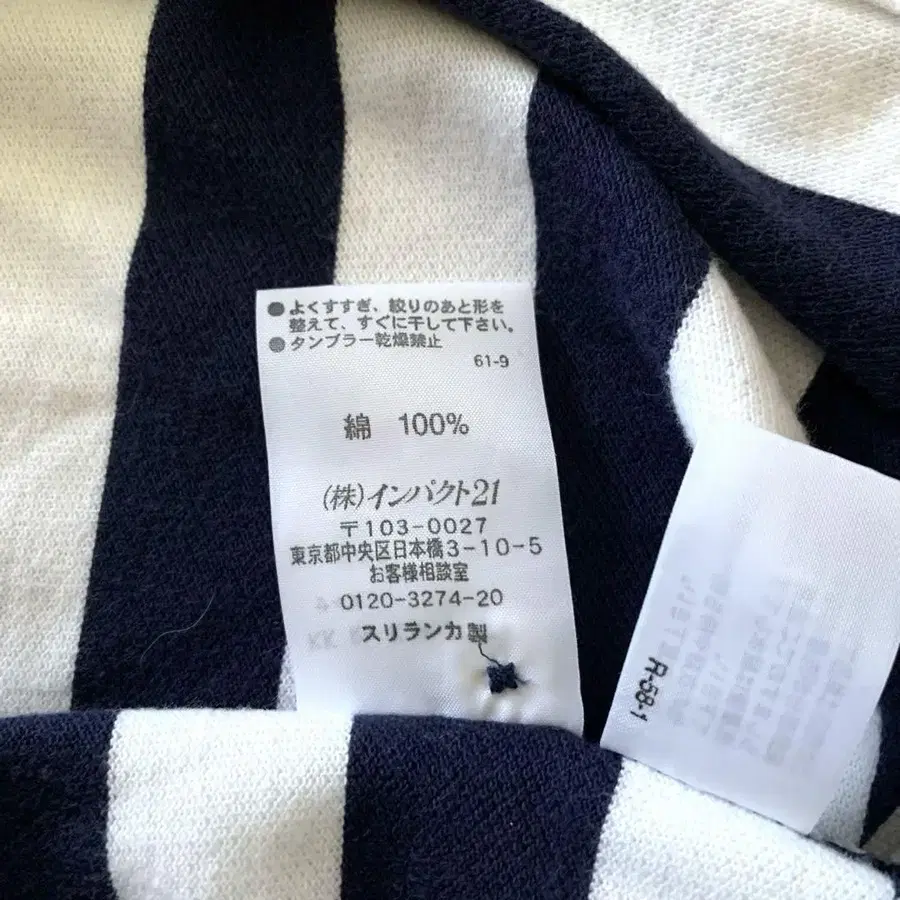 ●よくすすぎ、絞りのあと形を
整えて、すぐに干して下さい。
●タンブラー乾燥禁止
61-9
綿 100%
(株)インパクト21
〒103-0027
東京都中央区日本橋3-10-5
お客様相談室
0120-3274-20
スリランカ製
R-58-1